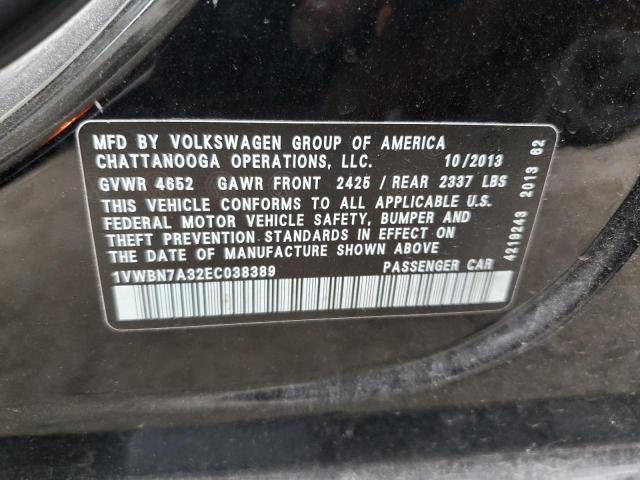 MFD BY VOLKSWAGEN GROUP OF AMERICA
CHATTANOOGA OPERATIONS, LLC. 10/2013
GVWR 4652 GAWR FRONT 2425 / REAR 2337 LBS
THIS VEHICLE CONFORMS TO ALL APPLICABLE U.S.
FEDERAL MOTOR VEHICLE SAFETY, BUMPER AND
THEFT PREVENTION STANDARDS IN EFFECT ON
THE DATE OF MANUFACTURE SHOWN ABOVE
1VWBN7A32EC038389 PASSENGER CAR
4219243 2013 62